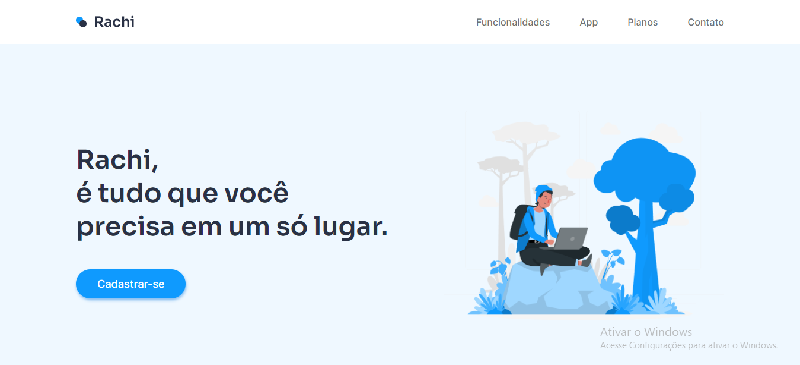 Rachi
Funcionalidades
App
Planos
Contato
Rachi,
é tudo que você
precisa em um só lugar.
Cadastrar-se
Ativar o Windows
Acesse Configurações para ativar o Windows.